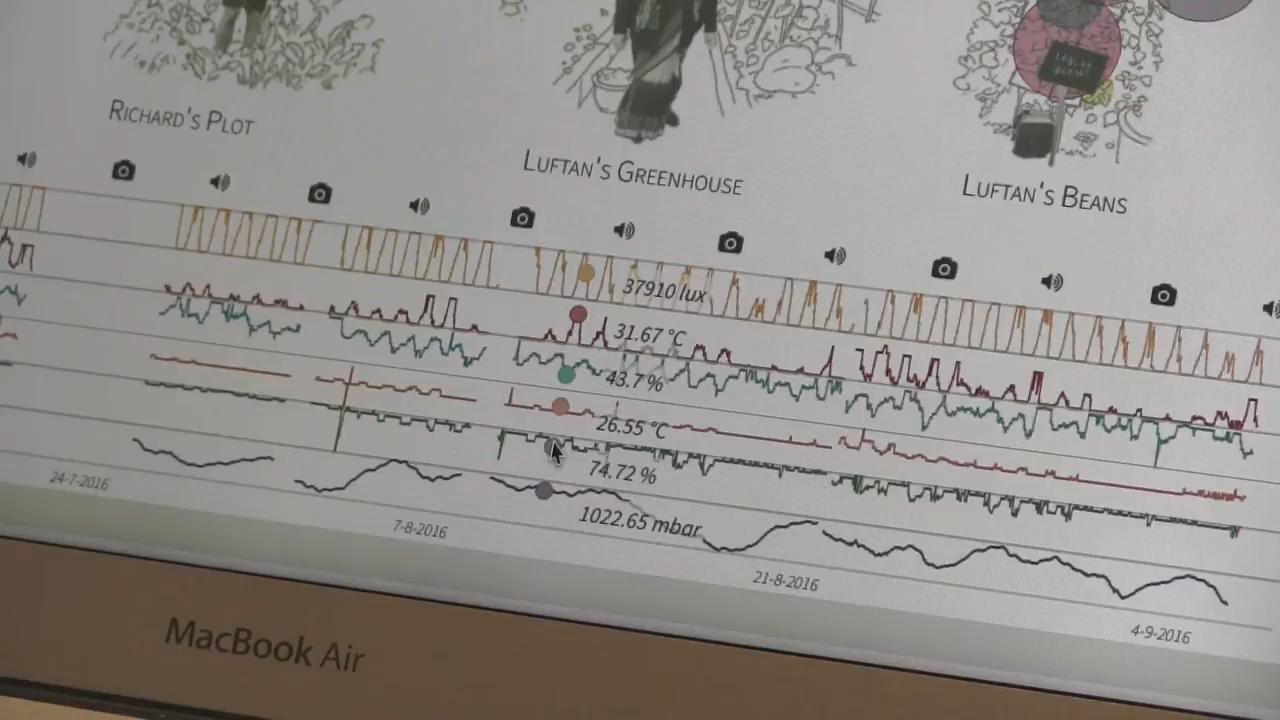 Richard's Plot
Luftan's Greenhouse
Luftan's Beans
37910 lux
31.67 °C
43.7 %
26.55 °C
74.72 %
1022.65 mbar
24-7-2016
7-8-2016
21-8-2016
4-9-2016
MacBook Air